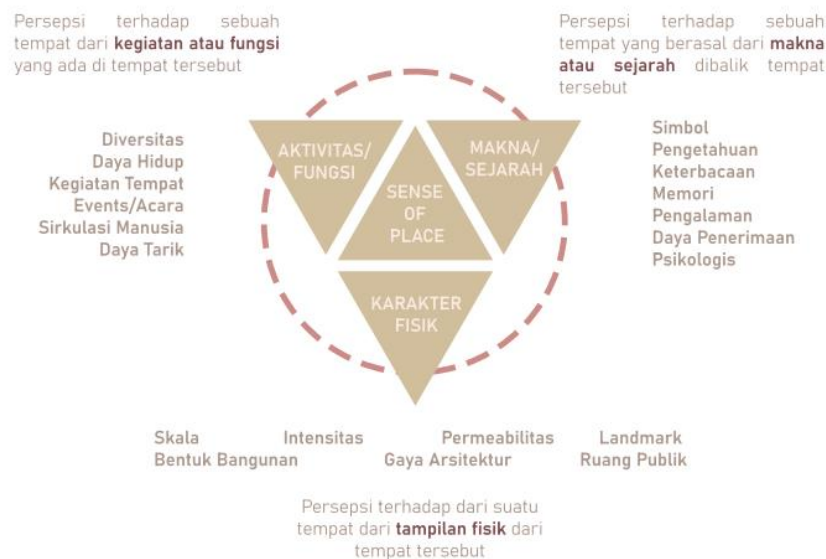 Persepsi terhadap sebuah
tempat dari kegiatan atau fungsi
yang ada di tempat tersebut
Persepsi terhadap sebuah
tempat yang berasal dari makna
atau sejarah dibalik tempat
tersebut
Diversitas
Daya Hidup
Kegiatan Tempat
Events/Acara
Sirkulasi Manusia
Daya Tarik
AKTIVITAS/
FUNGSI
MAKNA/
SEJARAH
SENSE
OF
PLACE
KARAKTER
FISIK
Simbol
Pengetahuan
Keterbacaan
Memori
Pengalaman
Daya Penerimaan
Psikologis
Skala Intensitas Permeabilitas Landmark
Bentuk Bangunan Gaya Arsitektur Ruang Publik
Persepsi terhadap dari suatu
tempat dari tampilan fisik dari
tempat tersebut